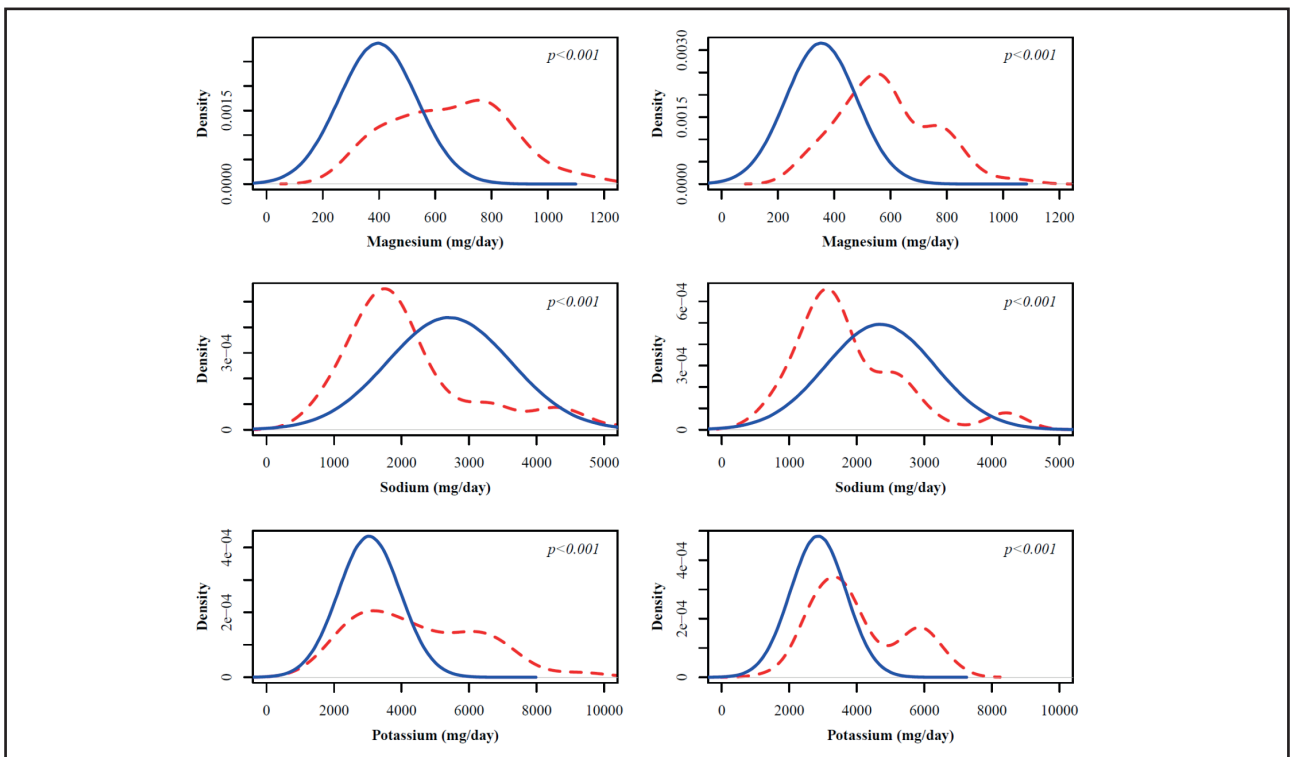 p<0.001
Density
0.0000
0.0015
0 200 400 600 800 1000 1200
Magnesium (mg/day)
p<0.001
Density
0.0000
0.0015
0.0030
0 200 400 600 800 1000 1200
Magnesium (mg/day)
p<0.001
Density
0
3e−04
0 1000 2000 3000 4000 5000
Sodium (mg/day)
p<0.001
Density
0
3e−04
6e−04
0 1000 2000 3000 4000 5000
Sodium (mg/day)
p<0.001
Density
0
2e−04
4e−04
0 2000 4000 6000 8000 10000
Potassium (mg/day)
p<0.001
Density
0
2e−04
4e−04
0 2000 4000 6000 8000 10000
Potassium (mg/day)